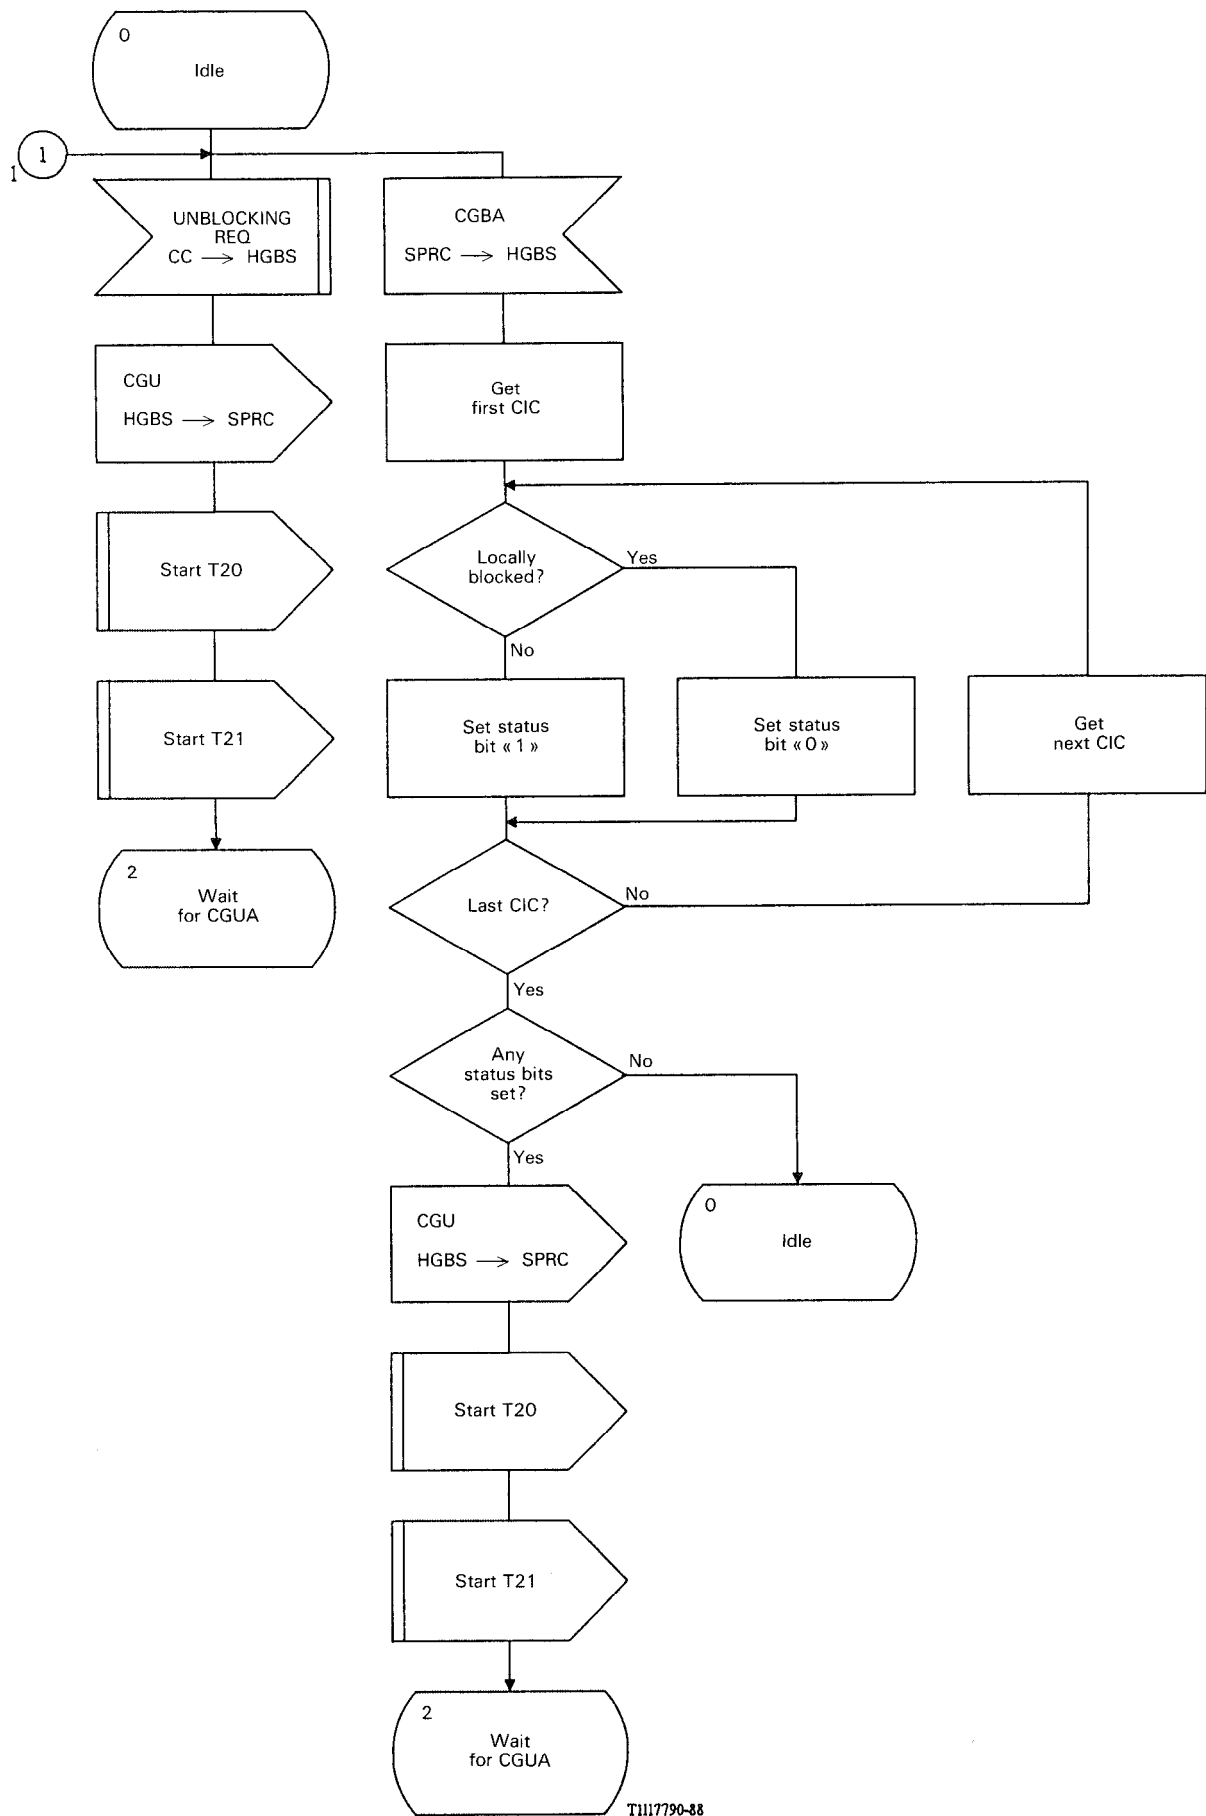 0
Idle
1
1
UNBLOCKING
REQ
CC → HGBS
CGBA
SPRC → HGBS
CGU
HGBS → SPRC
Get
first CIC
Start T20
Locally
blocked?
Yes
No
Start T21
Set status
bit «1»
Set status
bit «0»
Get
next CIC
2
Wait
for CGUA
Last CIC?
No
Yes
Any
status bits
set?
No
Yes
CGU
HGBS → SPRC
0
Idle
Start T20
Start T21
2
Wait
for CGUA
T1117790-88